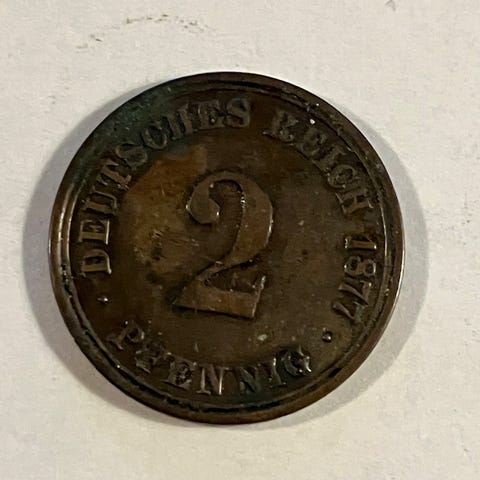 DEUTSCHES REICH 1877
2
PFENNIG